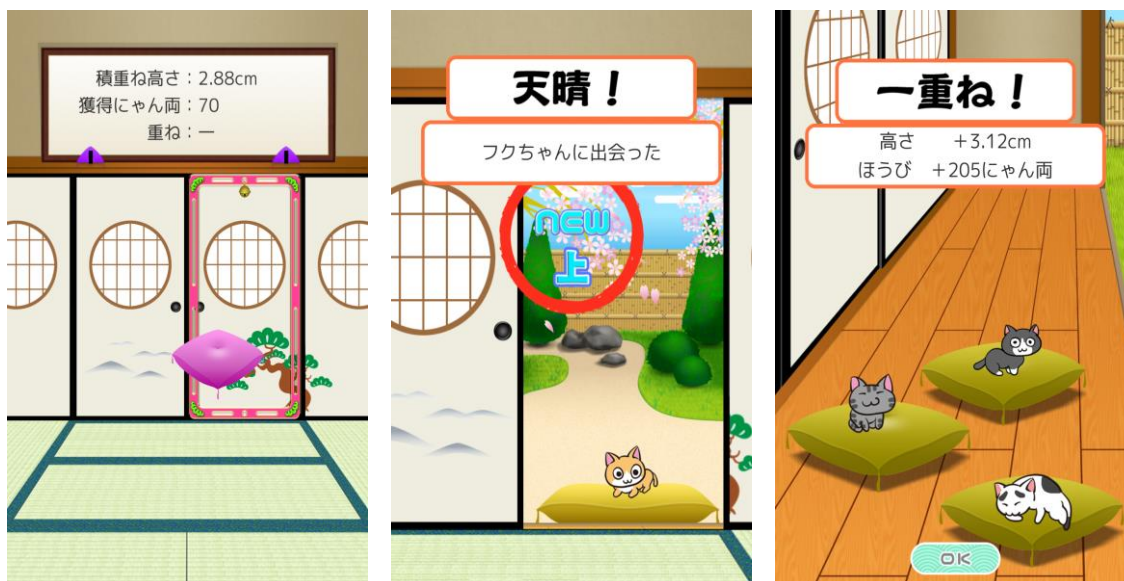 積重ね高さ：2.88cm
獲得にゃん両：70
重ね：一
天晴！
フクちゃんに出会った
NEW
上
一重ね！
高さ　+3.12cm
ほうび　+205にゃん両
OK